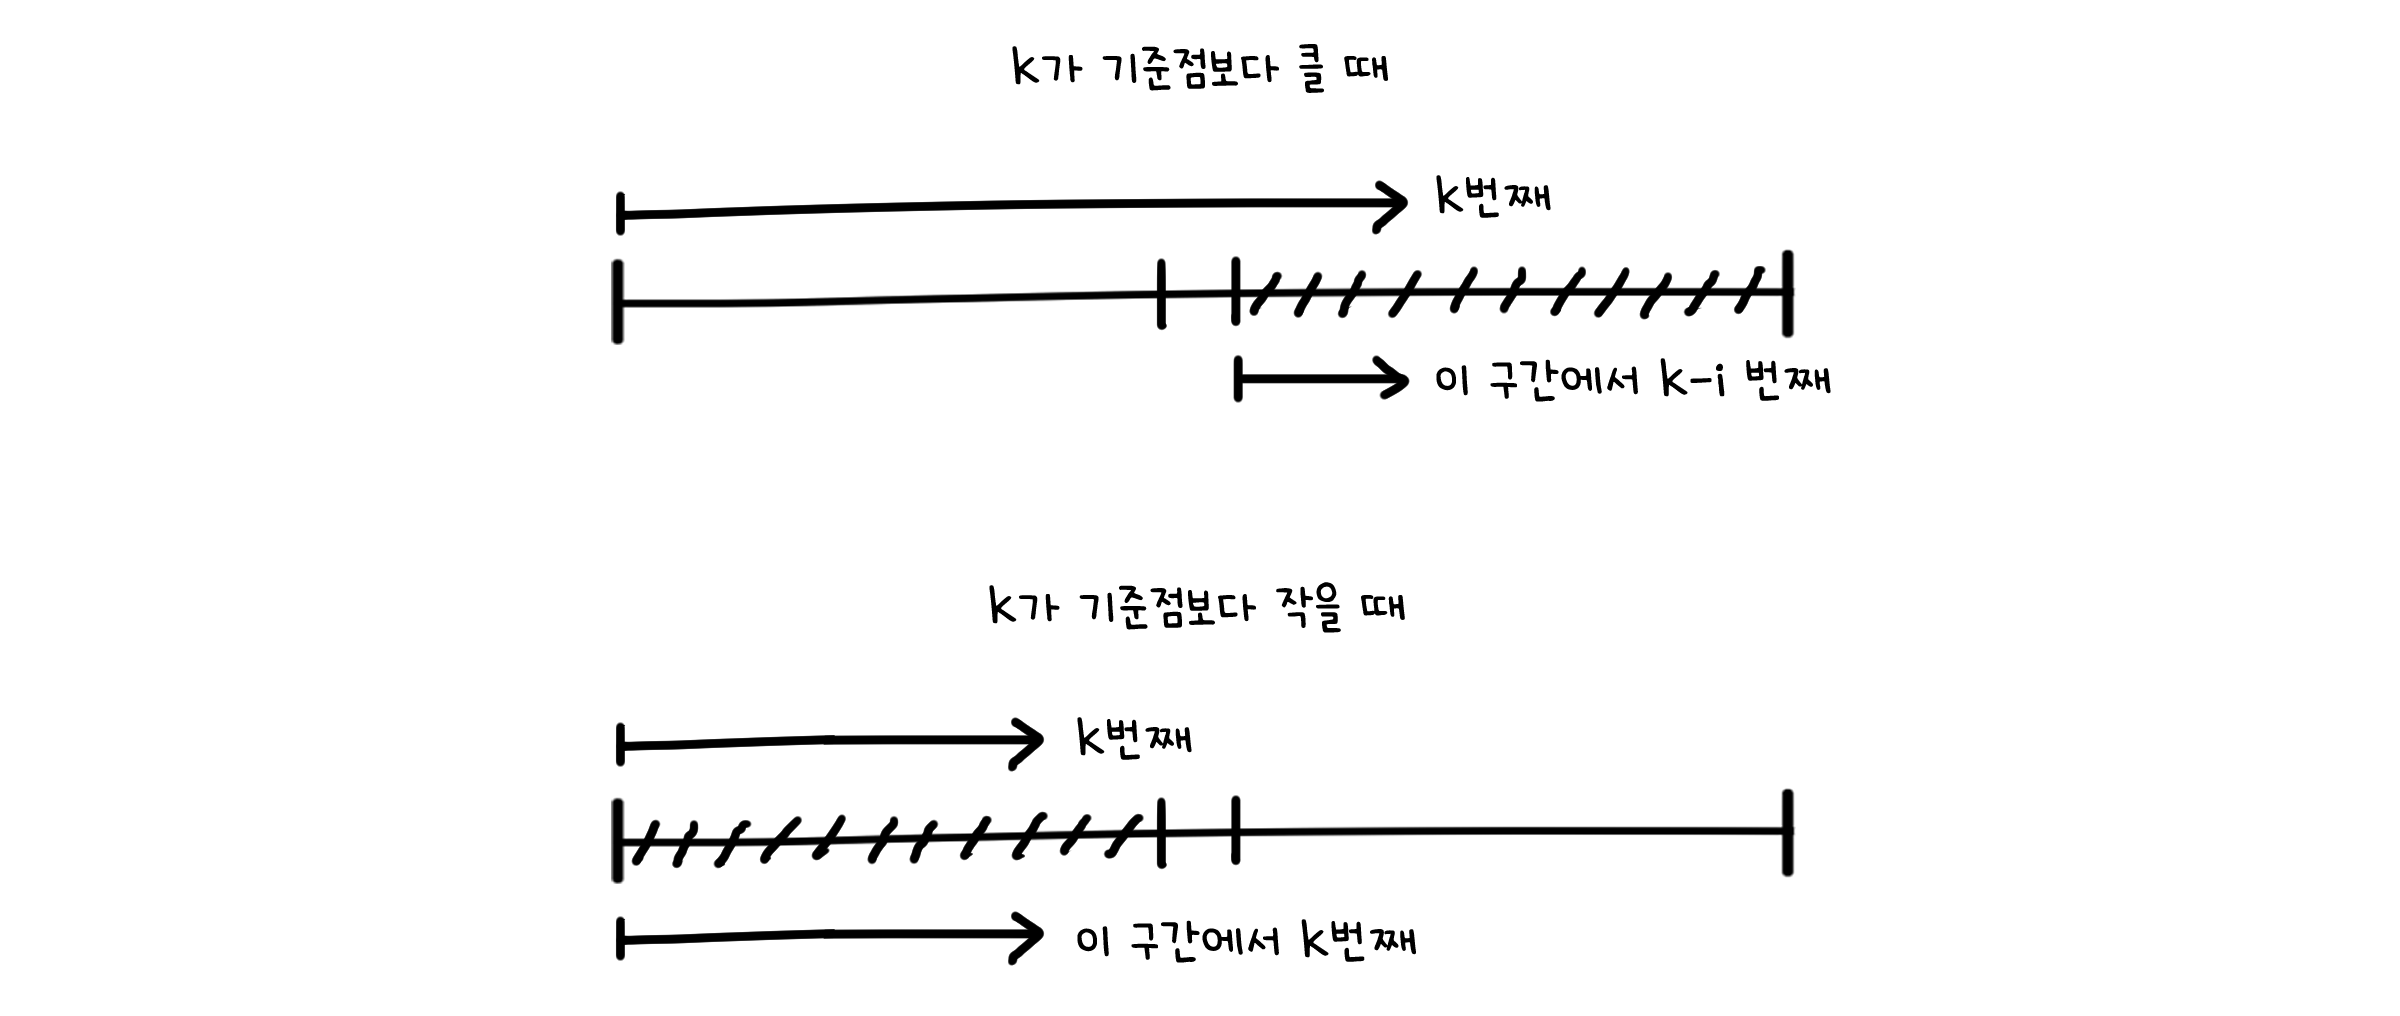 k가 기준점보다 클 때
k번째
이 구간에서 k-i 번째
k가 기준점보다 작을 때
k번째
이 구간에서 k번째